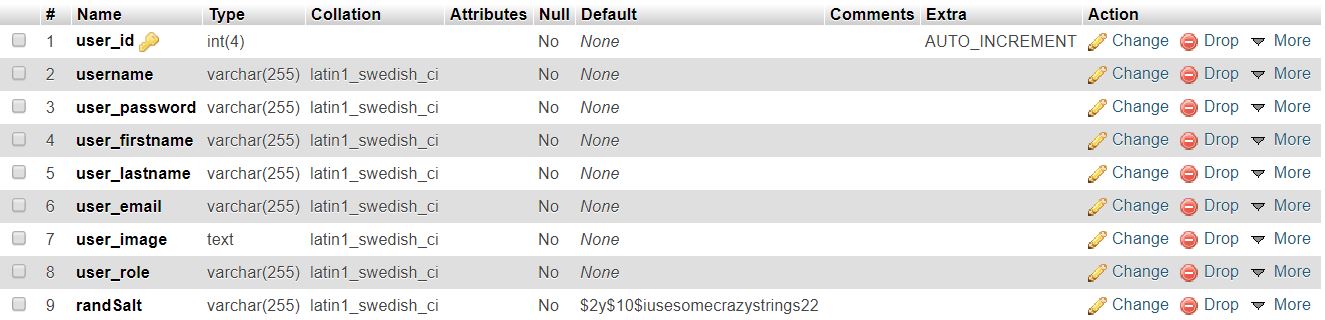 # Name Type Collation Attributes Null Default Comments Extra Action
1 user_id int(4) No None AUTO_INCREMENT Change Drop More
2 username varchar(255) latin1_swedish_ci No None Change Drop More
3 user_password varchar(255) latin1_swedish_ci No None Change Drop More
4 user_firstname varchar(255) latin1_swedish_ci No None Change Drop More
5 user_lastname varchar(255) latin1_swedish_ci No None Change Drop More
6 user_email varchar(255) latin1_swedish_ci No None Change Drop More
7 user_image text latin1_swedish_ci No None Change Drop More
8 user_role varchar(255) latin1_swedish_ci No None Change Drop More
9 randSalt varchar(255) latin1_swedish_ci No $2y$10$iusesomecrazystrings22 Change Drop More